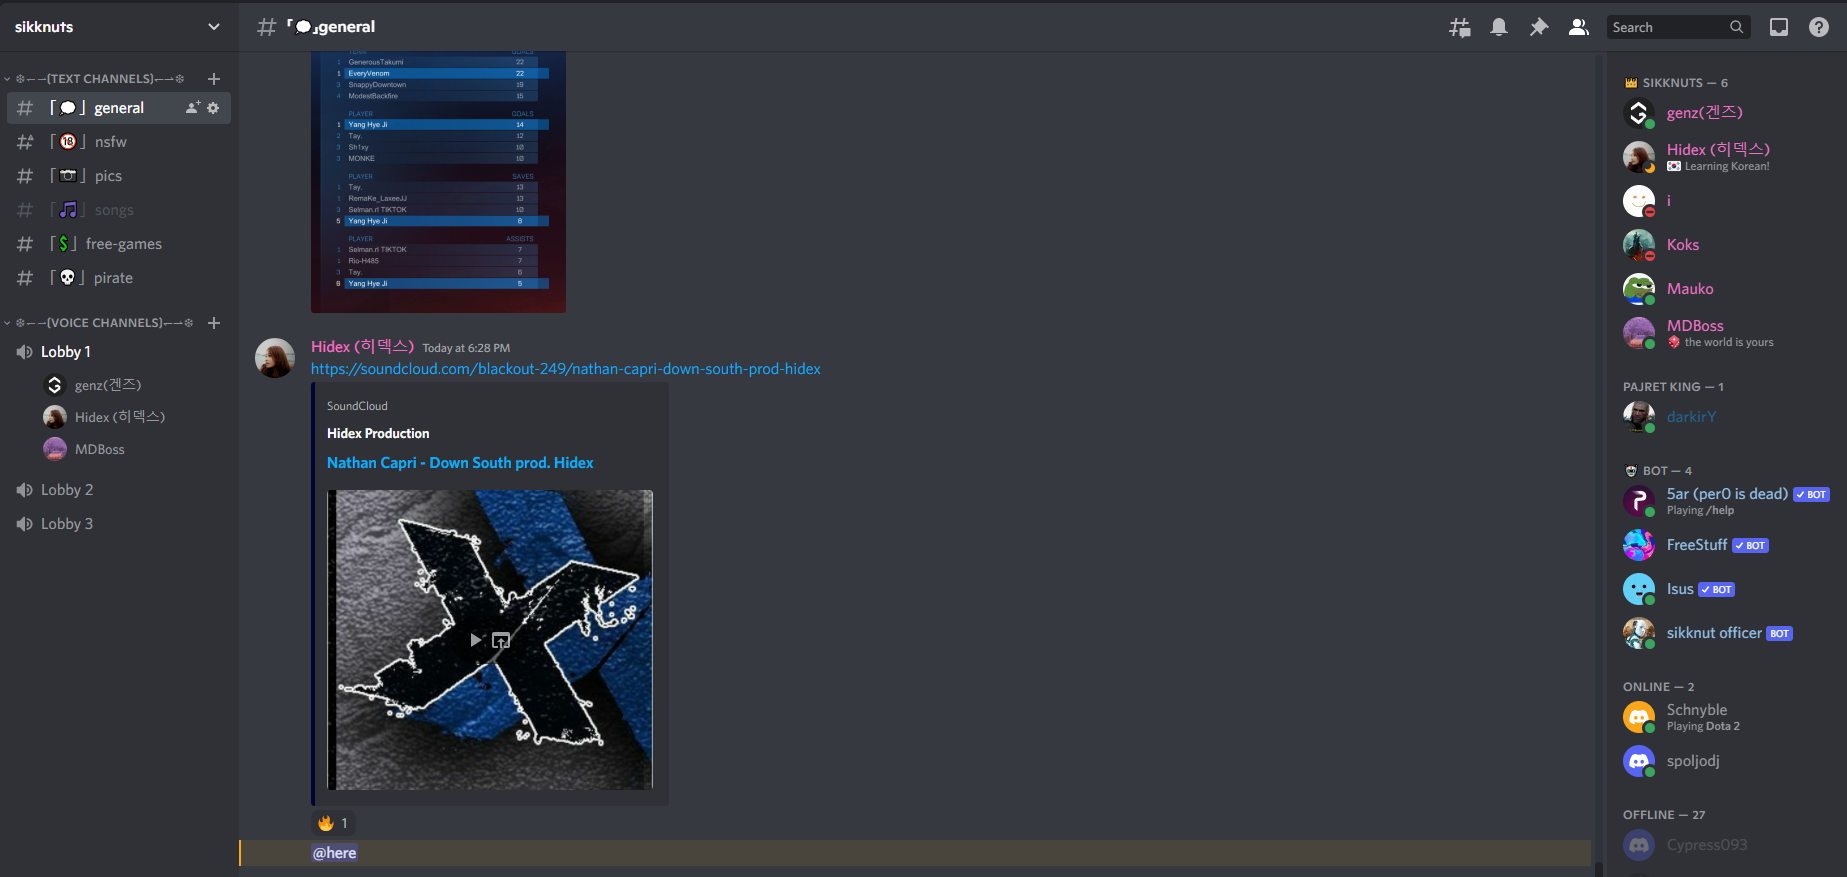 sikknuts
❄︎←─(TEXT CHANNELS)←─❄︎
「💭」general
「🔞」nsfw
「📷」pics
「🎵」songs
「💲」free-games
「💀」pirate
❄︎←─(VOICE CHANNELS)←─❄︎
Lobby 1
genz(겐즈)
Hidex (히덱스)
MDBoss
Lobby 2
Lobby 3
「💭」general
Search
GOALS
1 GenerousTakumi 22
1 EveryVenom 22
3 SnappyDowntown 19
4 ModestBackfire 15
PLAYER GOALS
1 Yang Hye Ji 14
2 Tay. 12
3 Sh1xy 10
3 MONKE 10
PLAYER SAVES
1 Tay. 13
1 RemaKe_LaxeeJJ 13
3 Selman.rl TIKTOK 10
5 Yang Hye Ji 8
PLAYER ASSISTS
1 Selman.rl TIKTOK 7
1 Rio-H485 7
3 Tay. 6
6 Yang Hye Ji 5
Hidex (히덱스) Today at 6:28 PM
https://soundcloud.com/blackout-249/nathan-capri-down-south-prod-hidex
SoundCloud
Hidex Production
Nathan Capri - Down South prod. Hidex
🔥 1
@here
SIKKNUTS — 6
genz(겐즈)
Hidex (히덱스)
🇰🇷 Learning Korean!
i
Koks
Mauko
MDBoss
the world is yours
PAJRET KING — 1
darkirY
BOT — 4
5ar (per0 is dead) ✓ BOT
Playing /help
FreeStuff ✓ BOT
Isus ✓ BOT
sikknut officer BOT
ONLINE — 2
Schnyble
Playing Dota 2
spoljodj
OFFLINE — 27
Cypress093